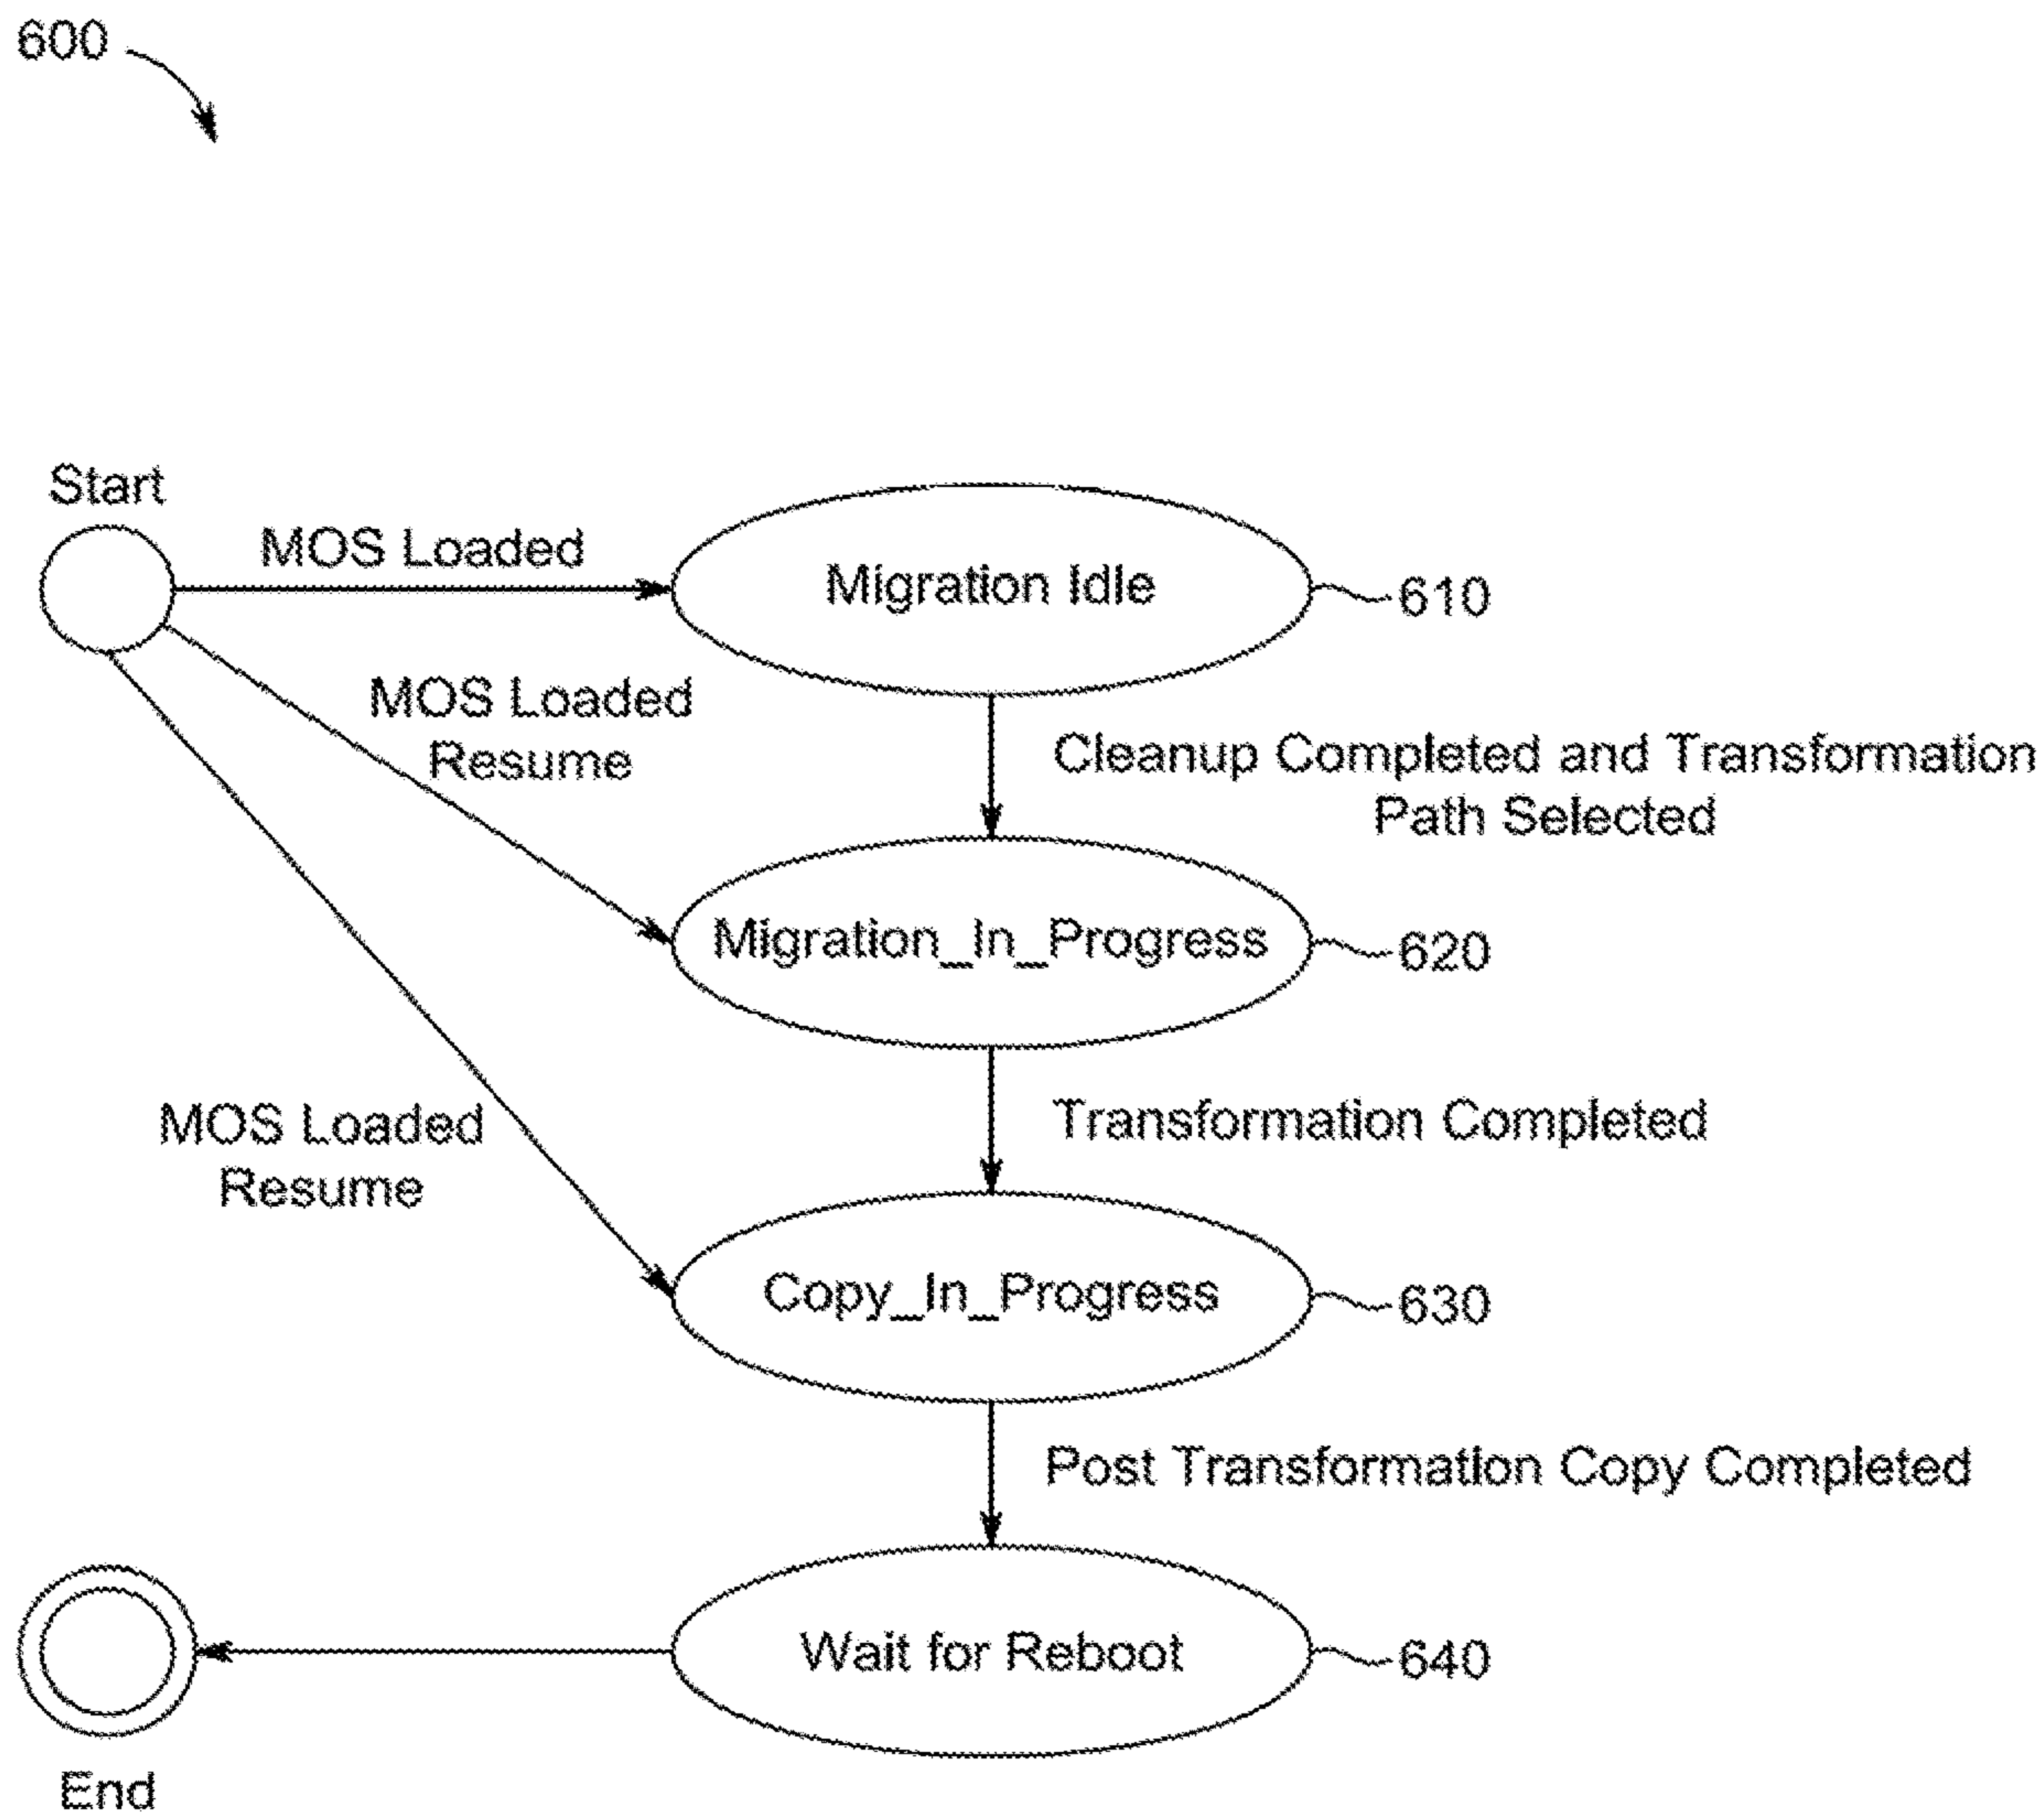 600
Start
MOS Loaded
Migration Idle
610
MOS Loaded
Resume
Cleanup Completed and Transformation
Path Selected
Migration_In_Progress
620
MOS Loaded
Resume
Transformation Completed
Copy_In_Progress
630
Post Transformation Copy Completed
Wait for Reboot
640
End